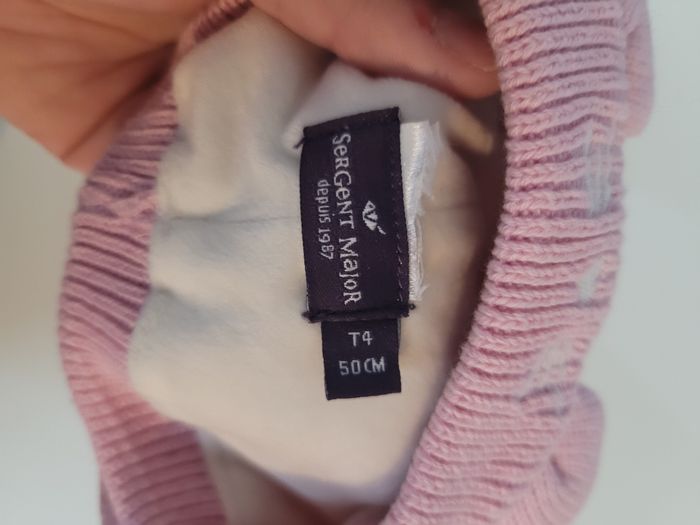 SerGeNT MaJoR
depuis 1987
T4
50CM